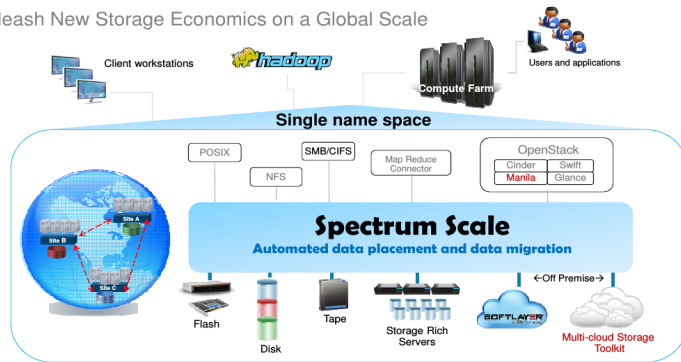 leash New Storage Economics on a Global Scale
Client workstations
hadoop
Compute Farm
Users and applications
Single name space
POSIX
NFS
SMB/CIFS
Map Reduce
Connector
OpenStack
Cinder
Swift
Manila
Glance
Site A
Site B
Site C
Spectrum Scale
Automated data placement and data migration
←Off Premise→
Flash
Disk
Tape
Storage Rich
Servers
SOFTLAYER
Multi-cloud Storage
Toolkit